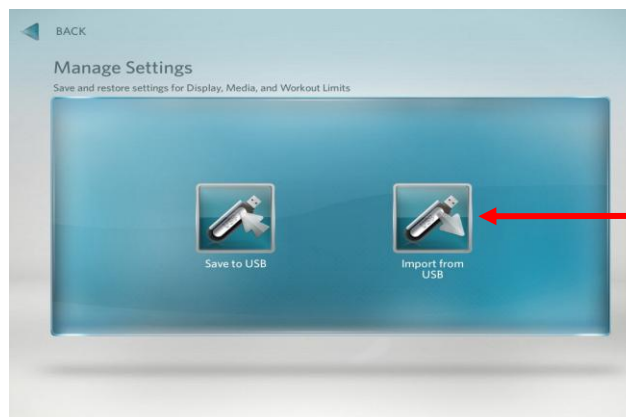 BACK
Manage Settings
Save and restore settings for Display, Media, and Workout Limits
Save to USB
Import from
USB